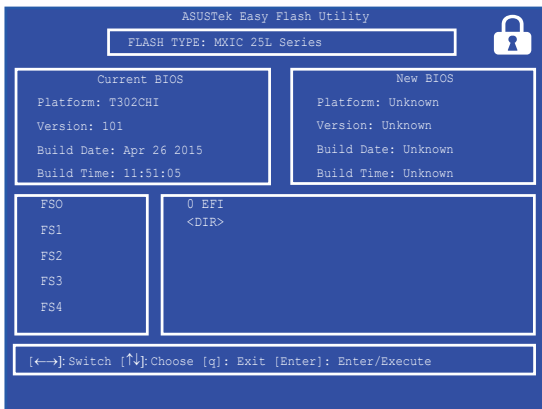 ASUSTek Easy Flash Utility
FLASH TYPE: MXIC 25L Series
Current BIOS
Platform: T302CHI
Version: 101
Build Date: Apr 26 2015
Build Time: 11:51:05
New BIOS
Platform: Unknown
Version: Unknown
Build Date: Unknown
Build Time: Unknown
FSO
FS1
FS2
FS3
FS4
0 EFI
<DIR>
[←→]: Switch [↑↓]: Choose [q]: Exit [Enter]: Enter/Execute